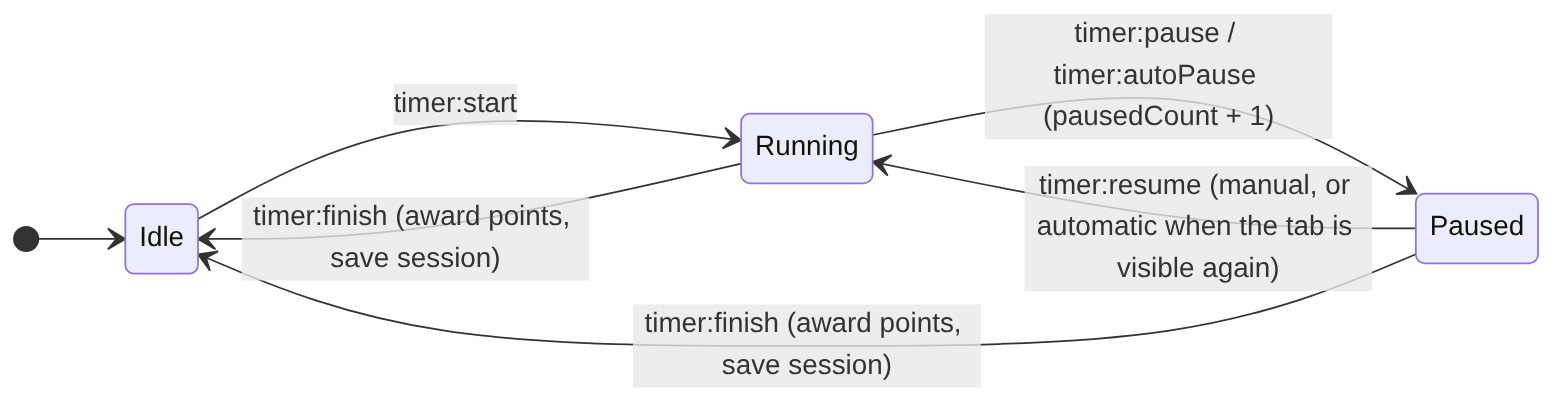 timer:pause /
timer:autoPause
(pausedCount + 1)
timer:start
Running
timer:resume (manual, or
automatic when the tab is
visible again)
timer:finish (award points,
save session)
Idle
Paused
timer:finish (award points,
save session)